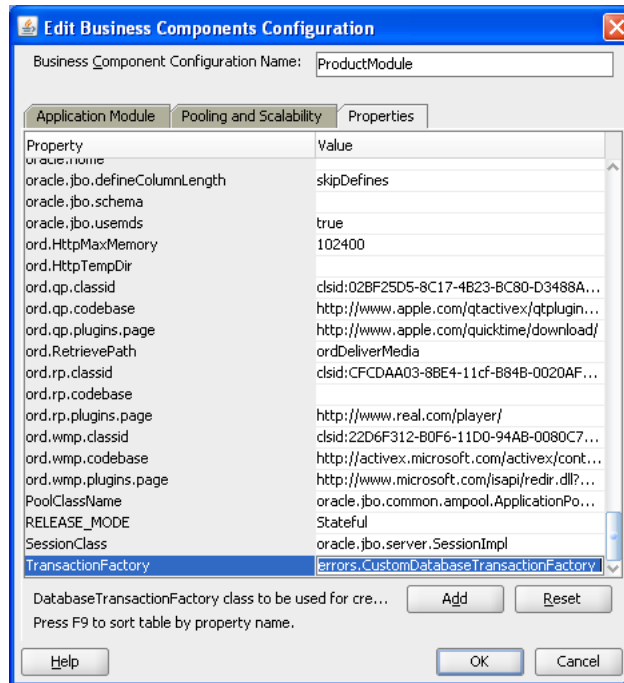 Edit Business Components Configuration
Business Component Configuration Name: ProductModule
Application Module Pooling and Scalability Properties
Property Value
oracle.home
oracle.jbo.defineColumnLength skipDefines
oracle.jbo.schema
oracle.jbo.usemds true
ord.HttpMaxMemory 102400
ord.HttpTempDir
ord.qp.classid clsid:02BF25D5-8C17-4B23-BC80-D3488A...
ord.qp.codebase http://www.apple.com/qtactivex/qtplugin...
ord.qp.plugins.page http://www.apple.com/quicktime/download/
ord.RetrievePath ordDeliverMedia
ord.rp.classid clsid:CFCDAA03-8BE4-11cf-B84B-0020AF...
ord.rp.codebase
ord.rp.plugins.page http://www.real.com/player/
ord.wmp.classid clsid:22D6F312-B0F6-11D0-94AB-0080C7...
ord.wmp.codebase http://activex.microsoft.com/activex/cont...
ord.wmp.plugins.page http://www.microsoft.com/isapi/redir.dll?...
PoolClassName oracle.jbo.common.ampool.ApplicationPo...
RELEASE_MODE Stateful
SessionClass oracle.jbo.server.SessionImpl
TransactionFactory errors.CustomDatabaseTransactionFactory
DatabaseTransactionFactory class to be used for cre... Add Reset
Press F9 to sort table by property name.
Help OK Cancel